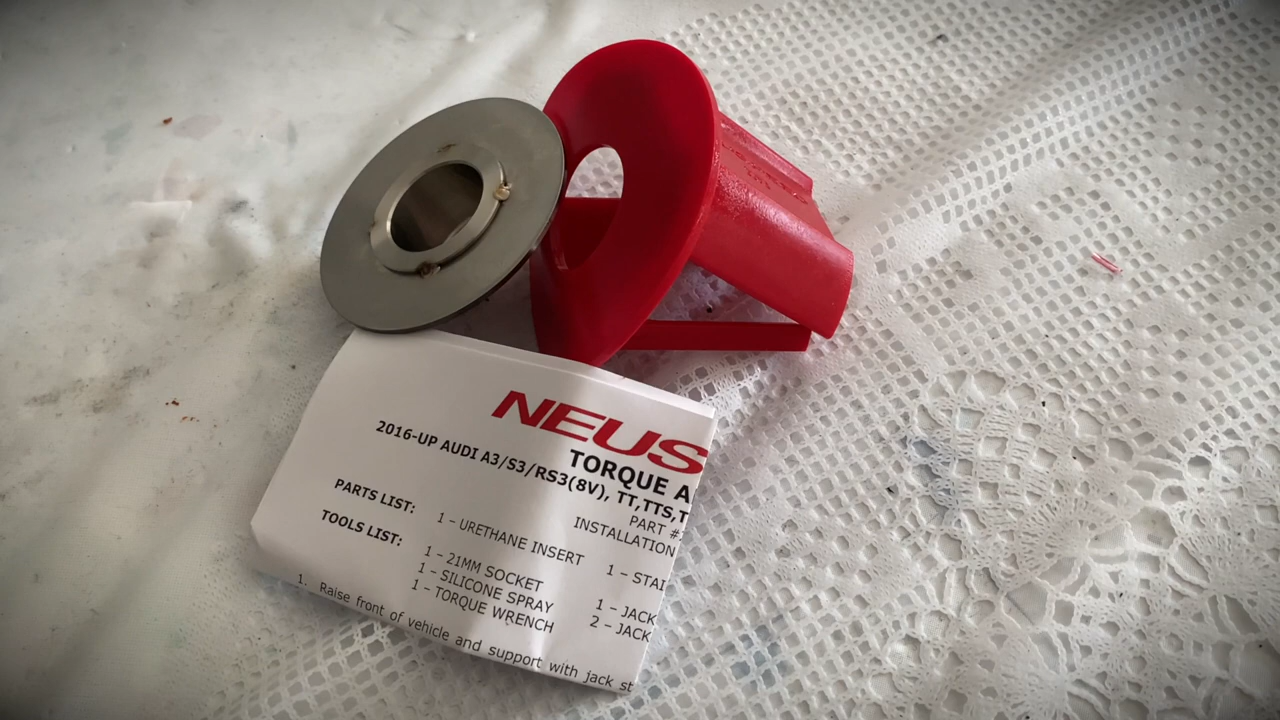 NEUS
TORQUE A
2016-UP AUDI A3/S3/RS3(8V), TT,TTS,T
PART #:
INSTALLATION
PARTS LIST:
1 – URETHANE INSERT
1 – STAI
TOOLS LIST:
1 – 21MM SOCKET
1 – JACK
1 – SILICONE SPRAY
2 – JACK
1 – TORQUE WRENCH
1. Raise front of vehicle and support with jack st